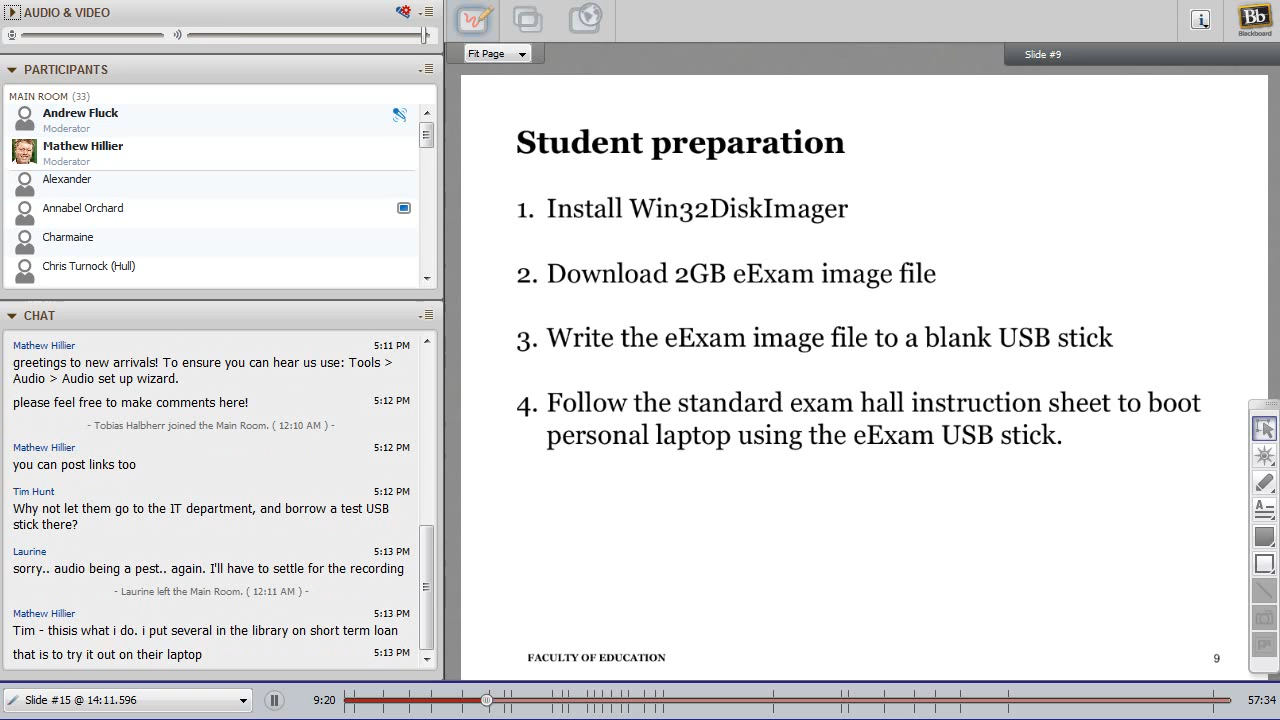 AUDIO & VIDEO
PARTICIPANTS
MAIN ROOM (33)
Andrew Fluck
Moderator
Mathew Hillier
Moderator
Alexander
Annabel Orchard
Charmaine
Chris Turnock (Hull)
CHAT
Mathew Hillier 5:11 PM
greetings to new arrivals! To ensure you can hear us use: Tools >
Audio > Audio set up wizard.
please feel free to make comments here! 5:12 PM
- Tobias Halbherr joined the Main Room. ( 12:10 AM ) -
Mathew Hillier 5:12 PM
you can post links too
Tim Hunt 5:12 PM
Why not let them go to the IT department, and borrow a test USB
stick there?
Laurine 5:13 PM
sorry.. audio being a pest.. again. I'll have to settle for the recording
- Laurine left the Main Room. ( 12:11 AM ) -
Mathew Hillier 5:13 PM
Tim - thisis what i do. i put several in the library on short term loan
that is to try it out on their laptop 5:13 PM
Slide #15 @ 14:11.596
9:20
57:34
Fit Page
Slide #9
Bb
Blackboard
Student preparation
1. Install Win32DiskImager
2. Download 2GB eExam image file
3. Write the eExam image file to a blank USB stick
4. Follow the standard exam hall instruction sheet to boot
personal laptop using the eExam USB stick.
FACULTY OF EDUCATION
9